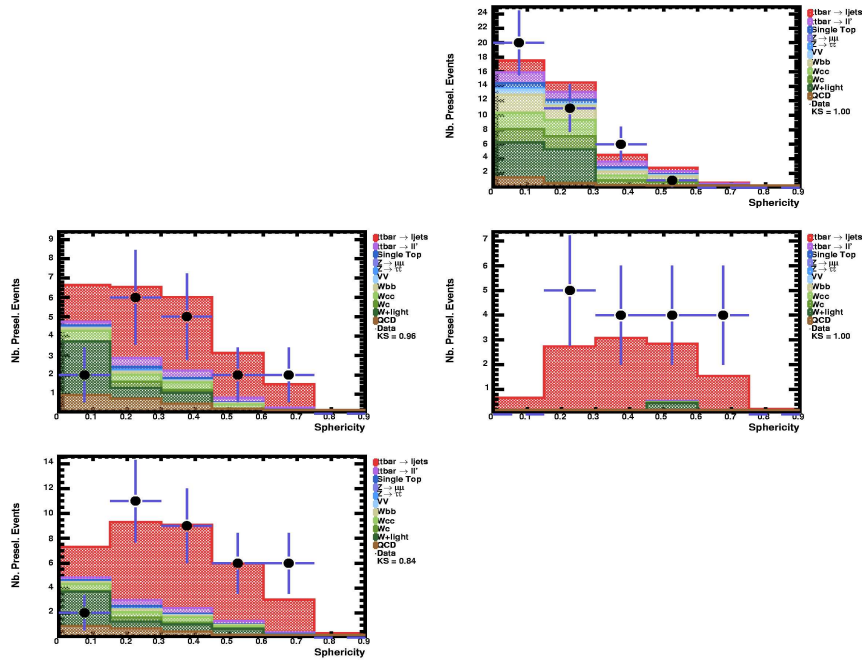 Nb. Presel. Events
24
22
20
18
16
14
12
10
8
6
4
2
0 0.1 0.2 0.3 0.4 0.5 0.6 0.7 0.8 0.9
Sphericity
ttbar → ljets
ttbar → ll'
Single Top
Z → μμ
Z → ττ
VV
Wbb
Wcc
Wc
W+light
QCD
Data
KS = 1.00
Nb. Presel. Events
9
8
7
6
5
4
3
2
1
0 0.1 0.2 0.3 0.4 0.5 0.6 0.7 0.8 0.9
Sphericity
ttbar → ljets
ttbar → ll'
Single Top
Z → μμ
Z → ττ
VV
Wbb
Wcc
Wc
W+light
QCD
Data
KS = 0.96
Nb. Presel. Events
7
6
5
4
3
2
1
0 0.1 0.2 0.3 0.4 0.5 0.6 0.7 0.8 0.9
Sphericity
ttbar → ljets
ttbar → ll'
Single Top
Z → μμ
Z → ττ
VV
Wbb
Wcc
Wc
W+light
QCD
Data
KS = 1.00
Nb. Presel. Events
14
12
10
8
6
4
2
0 0.1 0.2 0.3 0.4 0.5 0.6 0.7 0.8 0.9
Sphericity
ttbar → ljets
ttbar → ll'
Single Top
Z → μμ
Z → ττ
VV
Wbb
Wcc
Wc
W+light
QCD
Data
KS = 0.84